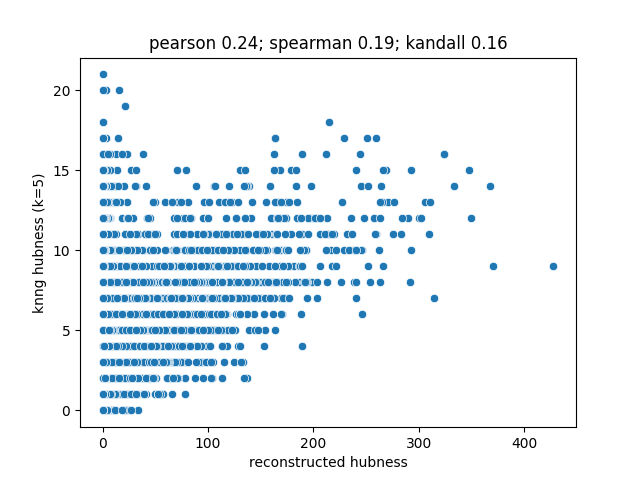 pearson 0.24; spearman 0.19; kandall 0.16
20
15
10
5
0
knng hubness (k=5)
0 100 200 300 400
reconstructed hubness